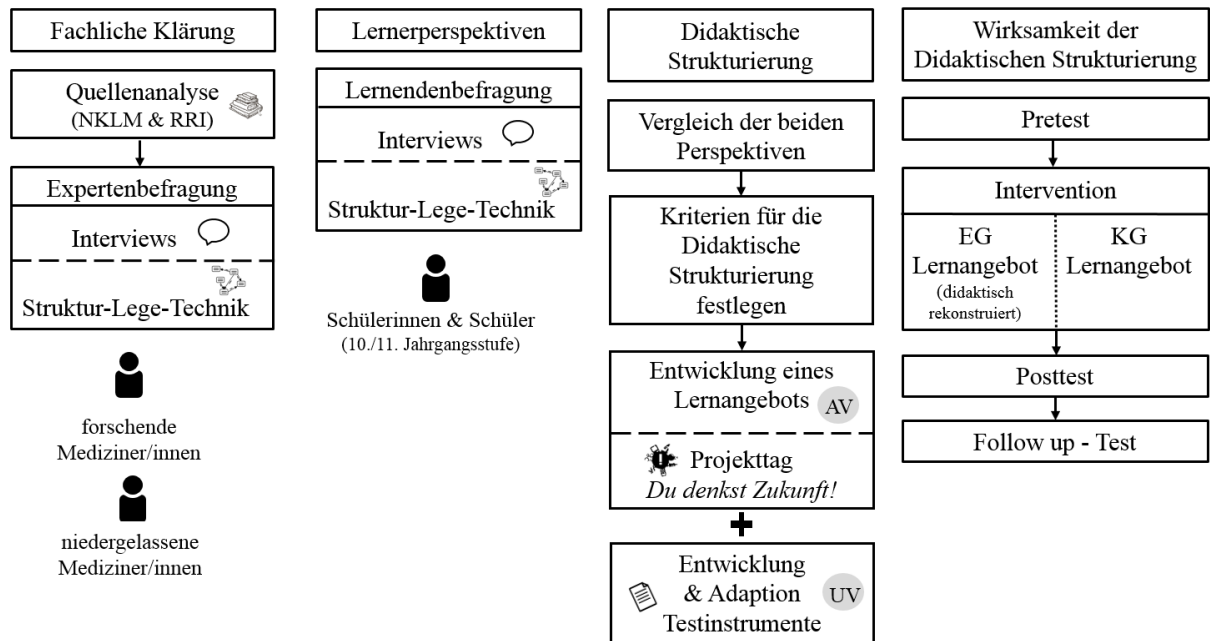 Fachliche Klärung
Quellenanalyse
(NKLM & RRI)
Expertenbefragung
Interviews
Struktur-Lege-Technik
forschende
Mediziner/innen
niedergelassene
Mediziner/innen
Lernerperspektiven
Lernendenbefragung
Interviews
Struktur-Lege-Technik
Schülerinnen & Schüler
(10./11. Jahrgangsstufe)
Didaktische
Strukturierung
Vergleich der beiden
Perspektiven
Kriterien für die
Didaktische
Strukturierung
festlegen
Entwicklung eines
Lernangebots AV
Projekttag
Du denkst Zukunft!
Entwicklung
& Adaption UV
Testinstrumente
Wirksamkeit der
Didaktischen Strukturierung
Pretest
Intervention
EG
Lernangebot
(didaktisch
rekonstruiert)
KG
Lernangebot
Posttest
Follow up - Test